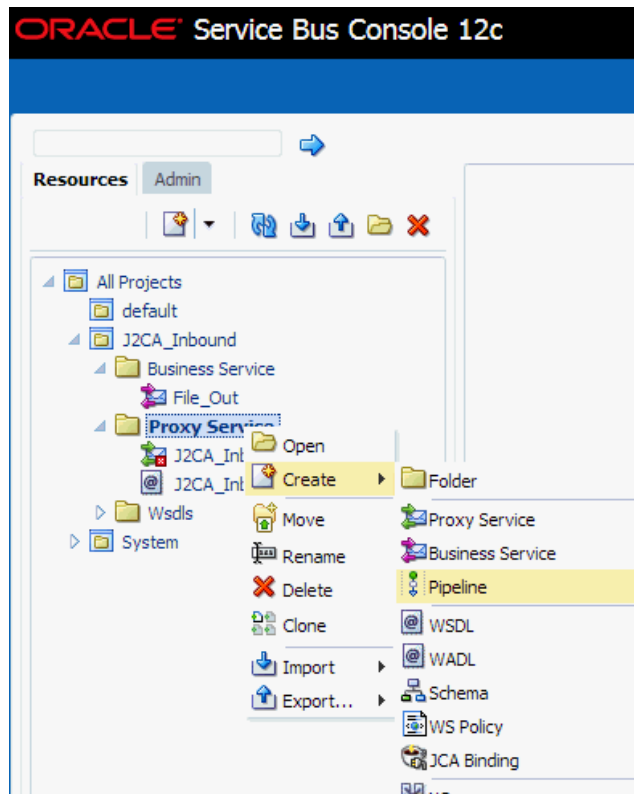 ORACLE Service Bus Console 12c
Resources Admin
All Projects
default
J2CA_Inbound
Business Service
File_Out
Proxy Service
J2CA_Inb
J2CA_Inb
Wsdls
System
Open
Create
Move
Rename
Delete
Clone
Import
Export...
Folder
Proxy Service
Business Service
Pipeline
WSDL
WADL
Schema
WS Policy
JCA Binding